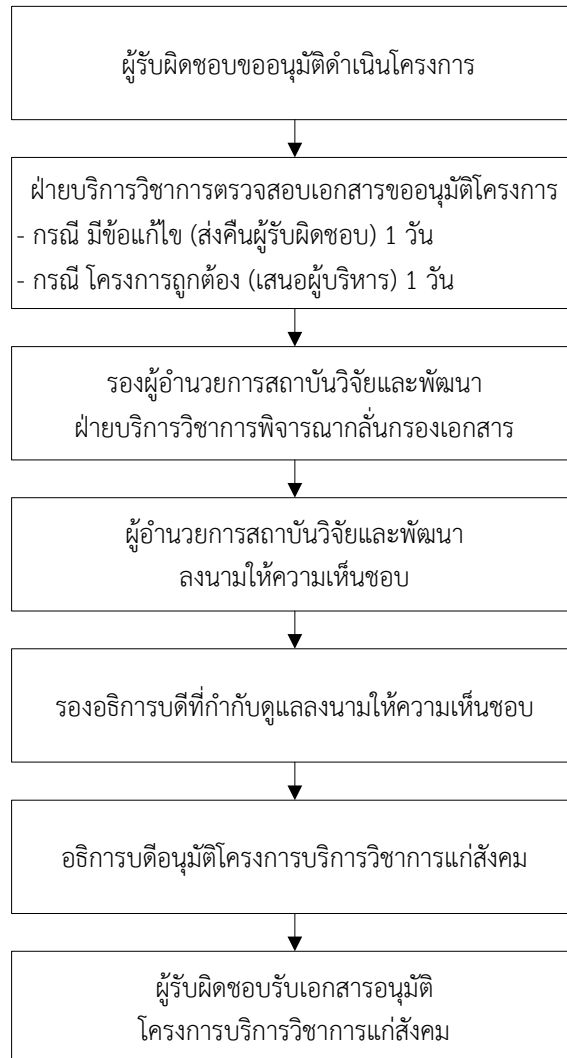 ผู้รับผิดชอบขออนุมัติดำเนินโครงการ
ฝ่ายบริการวิชาการตรวจสอบเอกสารขออนุมัติโครงการ
- กรณี มีข้อแก้ไข (ส่งคืนผู้รับผิดชอบ) 1 วัน
- กรณี โครงการถูกต้อง (เสนอผู้บริหาร) 1 วัน
รองผู้อำนวยการสถาบันวิจัยและพัฒนา
ฝ่ายบริการวิชาการพิจารณากลั่นกรองเอกสาร
ผู้อำนวยการสถาบันวิจัยและพัฒนา
ลงนามให้ความเห็นชอบ
รองอธิการบดีที่กำกับดูแลลงนามให้ความเห็นชอบ
อธิการบดีอนุมัติโครงการบริการวิชาการแก่สังคม
ผู้รับผิดชอบรับเอกสารอนุมัติ
โครงการบริการวิชาการแก่สังคม